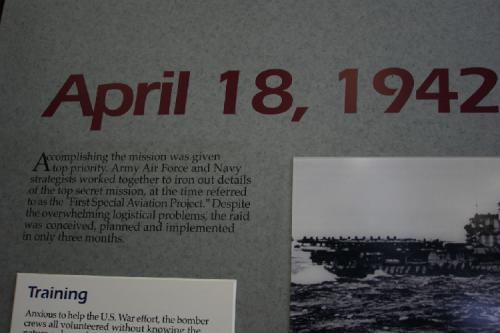 April 18, 1942
Accomplishing the mission was given
top priority. Army Air Force and Navy
strategists worked together to iron out details
of the top secret mission, at the time referred
to as the "First Special Aviation Project." Despite
the overwhelming logistical problems, the raid
was conceived, planned and implemented
in only three months.
Training
Anxious to help the U.S. War effort, the bomber
crews all volunteered without knowing the